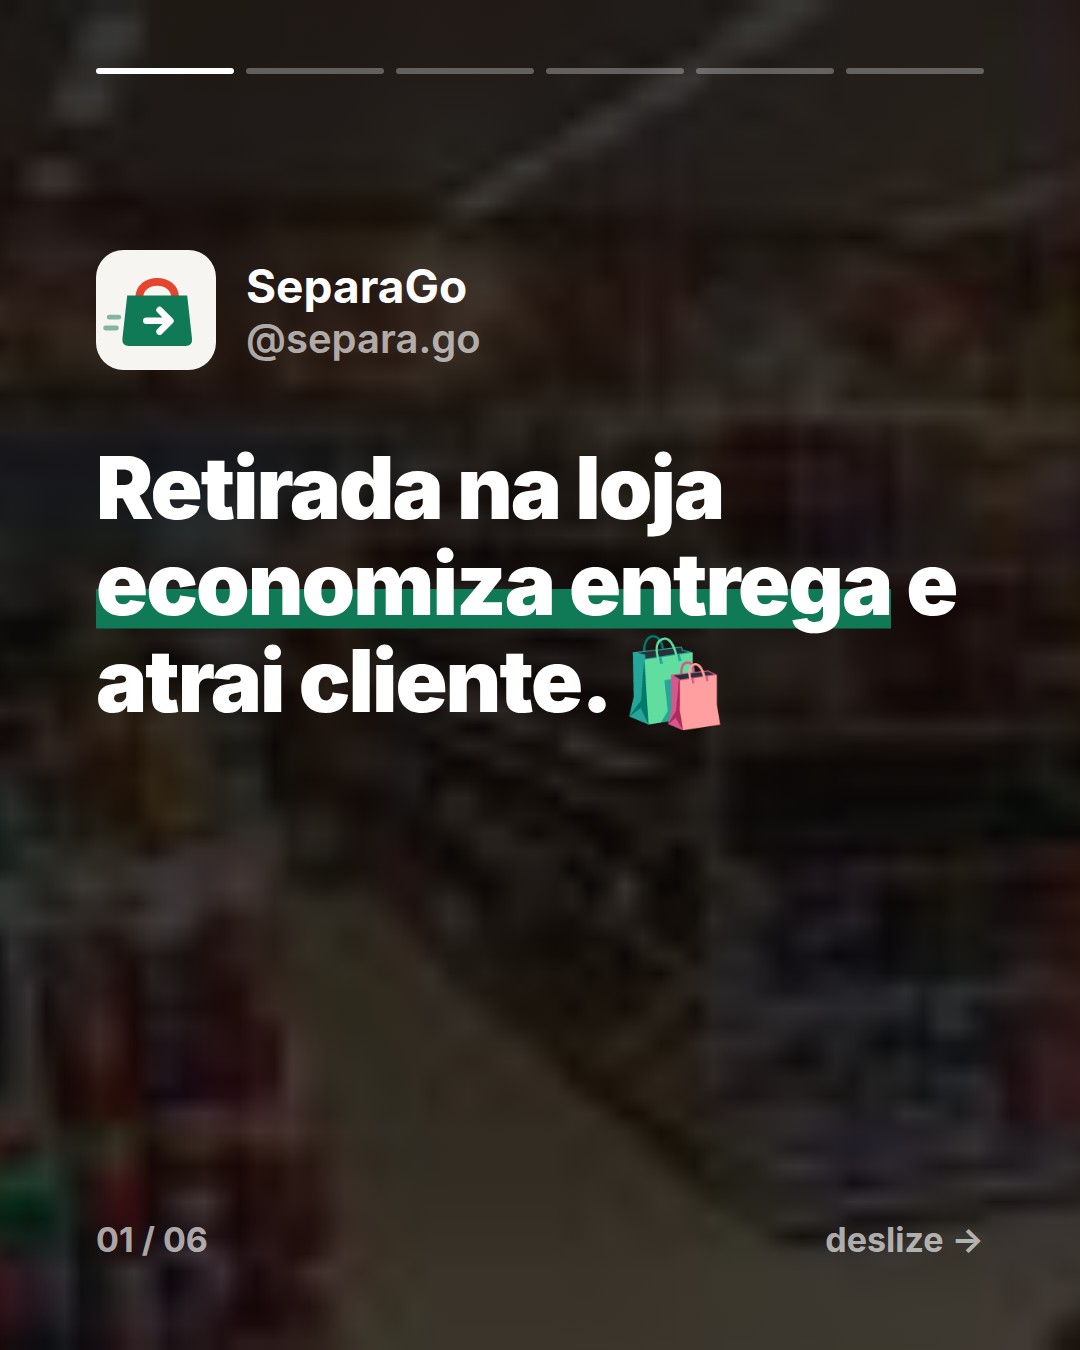 SeparaGo
@separa.go
Retirada na loja
economiza entrega e
atrai cliente. 🛍️
01 / 06
deslize →